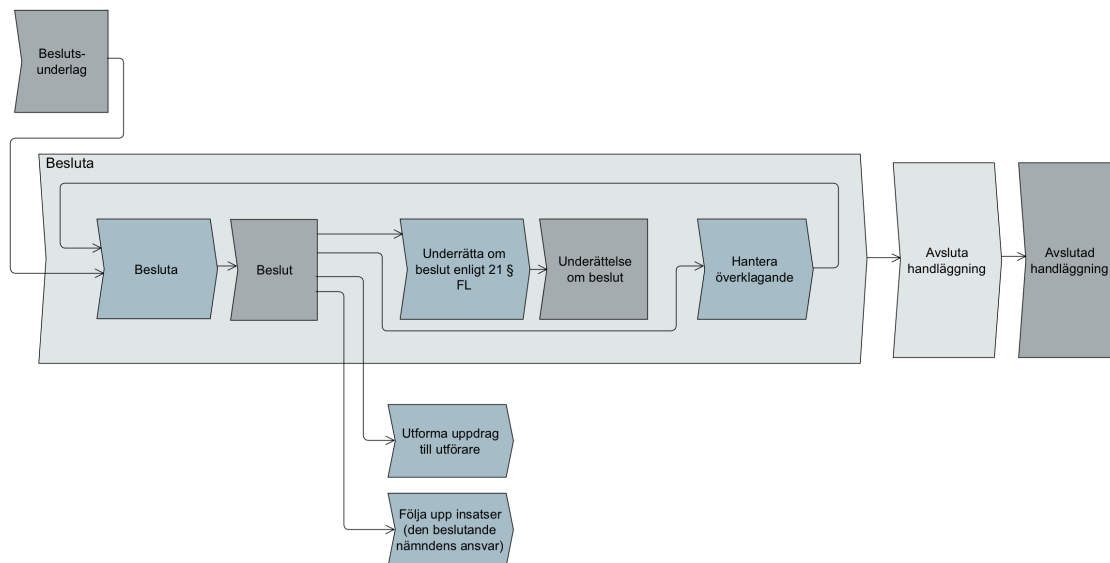 Besluts-
underlag
Besluta
Besluta
Beslut
Underrätta om
beslut enligt 21 §
FL
Underättelse
om beslut
Hantera
överklagande
Avsluta
handläggning
Avslutad
handläggning
Utforma uppdrag
till utförare
Följa upp insatser
(den beslutande
nämndens ansvar)